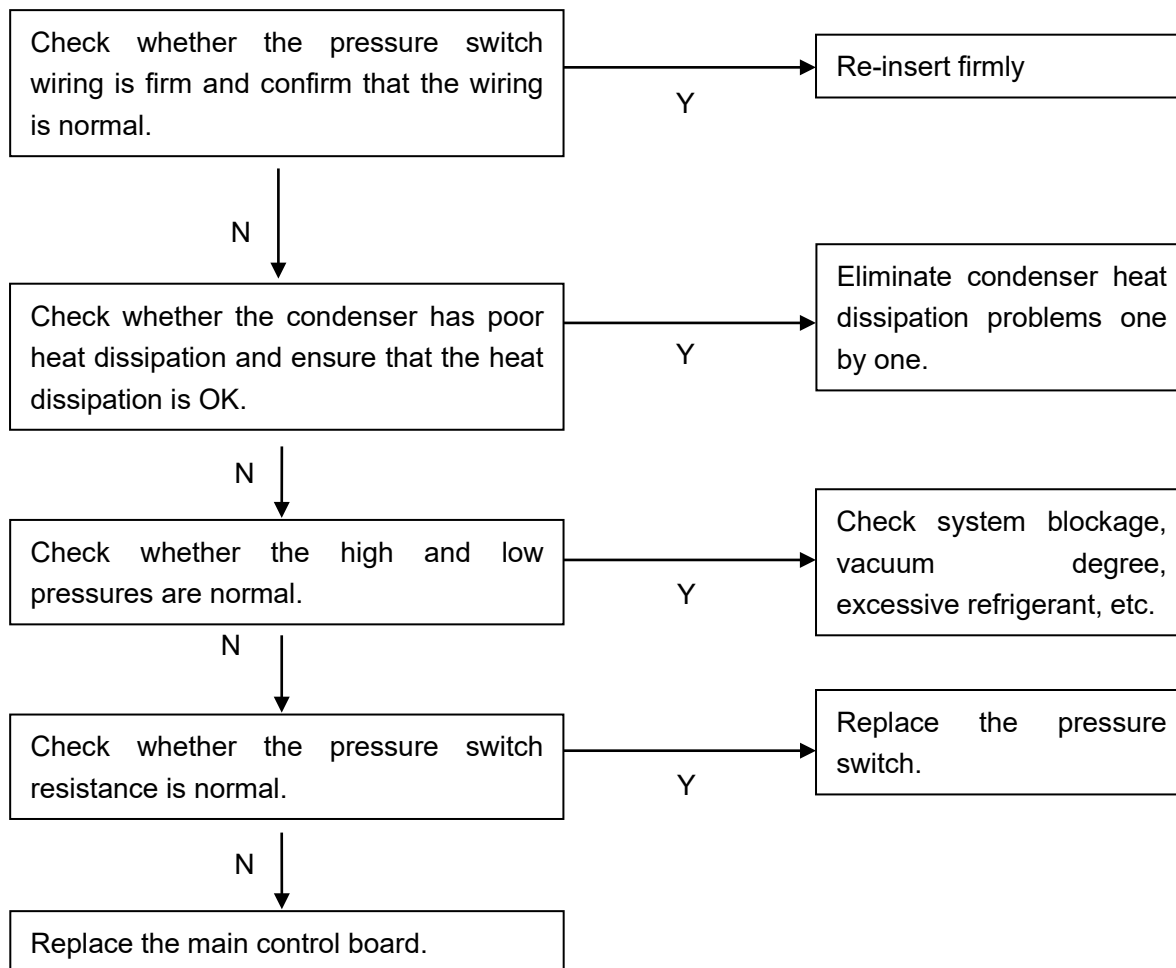 Check whether the pressure switch
wiring is firm and confirm that the wiring
is normal.
Y
Re-insert firmly
N
Check whether the condenser has poor
heat dissipation and ensure that the heat
dissipation is OK.
Y
Eliminate condenser heat
dissipation problems one
by one.
N
Check whether the high and low
pressures are normal.
Y
Check system blockage,
vacuum degree,
excessive refrigerant, etc.
N
Check whether the pressure switch
resistance is normal.
Y
Replace the pressure
switch.
N
Replace the main control board.